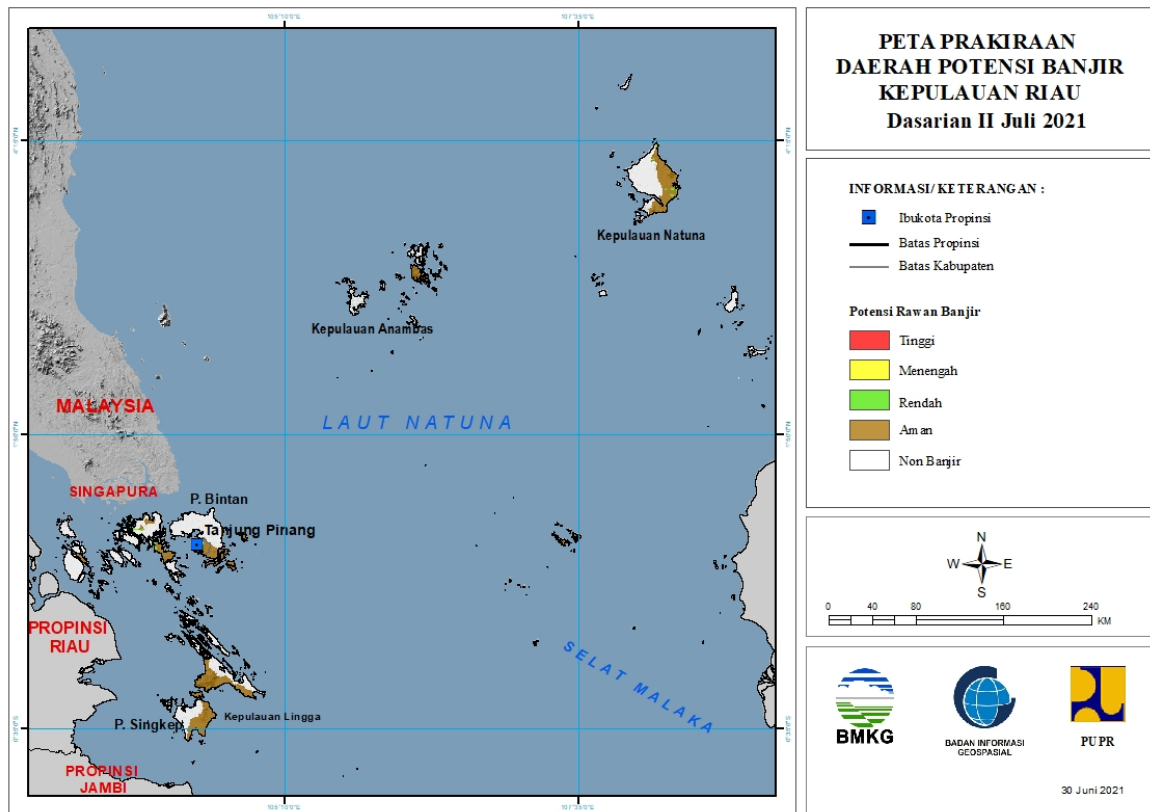 PETA PRAKIRAAN
DAERAH POTENSI BANJIR
KEPULAUAN RIAU
Dasarian II Juli 2021
INFORMASI/ KETERANGAN :
Ibukota Propinsi
Batas Propinsi
Batas Kabupaten
Potensi Rawan Banjir
Tinggi
Menengah
Rendah
Aman
Non Banjir
N
W E
S
0 40 80 160 240
KM
BMKG
BADAN INFORMASI
GEOSPASIAL
PUPR
30 Juni 2021
Kepulauan Natuna
Kepulauan Anambas
MALAYSIA
LAUT NATUNA
SINGAPURA
P. Bintan
Tanjung Pinang
PROPINSI
RIAU
SELAT MALAKA
P. Singkep
Kepulauan Lingga
PROPINSI
JAMBI